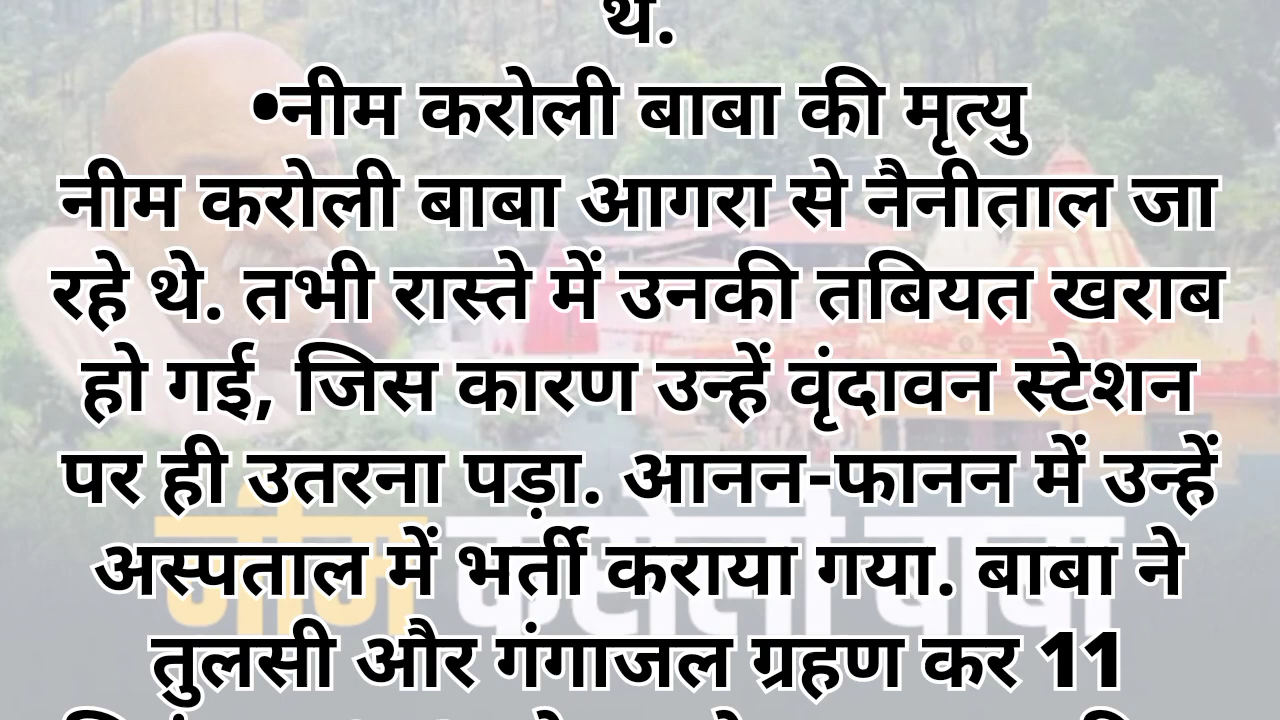 थे.
•नीम करोली बाबा की मृत्यु
नीम करोली बाबा आगरा से नैनीताल जा
रहे थे. तभी रास्ते में उनकी तबियत खराब
हो गई, जिस कारण उन्हें वृंदावन स्टेशन
पर ही उतरना पड़ा. आनन-फानन में उन्हें
अस्पताल में भर्ती कराया गया. बाबा ने
तुलसी और गंगाजल ग्रहण कर 11
नीम करोली बाबा